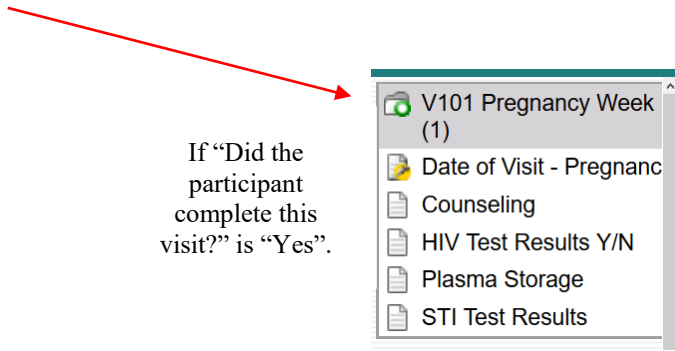 If “Did the
participant
complete this
visit?” is “Yes”.
V101 Pregnancy Week
(1)
Date of Visit - Pregnanc
Counseling
HIV Test Results Y/N
Plasma Storage
STI Test Results